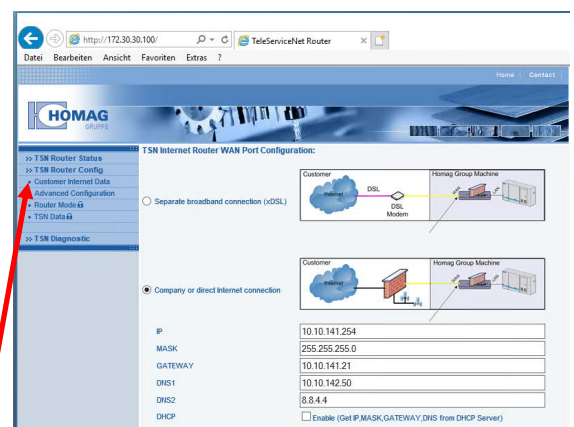 http://172.30.30.100/
TeleServiceNet Router
Datei Bearbeiten Ansicht Favoriten Extras ?
Home Contact
HOMAG
GRUPPE
>> TSN Router Status
>> TSN Router Config
Customer Internet Data
Advanced Configuration
Router Mode
TSN Data
>> TSN Diagnostic
TSN Internet Router WAN Port Configuration:
Separate broadband connection (xDSL)
Customer
Homag Group Machine
Internet
DSL
DSL
Modem
WAN
LAN
Company or direct Internet connection
Customer
Homag Group Machine
Internet
WAN
LAN
IP 10.10.141.254
MASK 255.255.255.0
GATEWAY 10.10.141.21
DNS1 10.10.142.50
DNS2 8.8.4.4
DHCP Enable (Get IP,MASK,GATEWAY,DNS from DHCP Server)